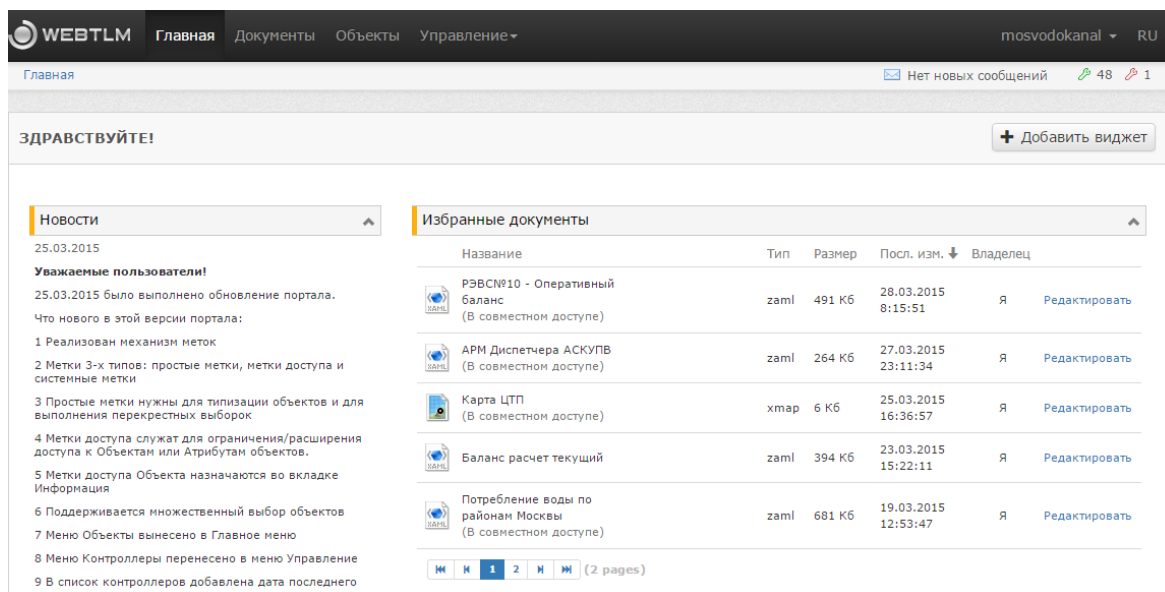 WEBTLM Главная Документы Объекты Управление mosvodokanal RU
Главная Нет новых сообщений 48 1
ЗДРАВСТВУЙТЕ! Добавить виджет
Новости
25.03.2015
Уважаемые пользователи!
25.03.2015 было выполнено обновление портала.
Что нового в этой версии портала:
1 Реализован механизм меток
2 Метки 3-х типов: простые метки, метки доступа и
системные метки
3 Простые метки нужны для типизации объектов и для
выполнения перекрестных выборок
4 Метки доступа служат для ограничения/расширения
доступа к Объектам или Атрибутам объектов.
5 Метки доступа Объекта назначаются во вкладке
Информация
6 Поддерживается множественный выбор объектов
7 Меню Объекты вынесено в Главное меню
8 Меню Контроллеры перенесено в меню Управление
9 В список контроллеров добавлена дата последнего
Избранные документы
Название Тип Размер Посл. изм. Владелец
РЭВС№10 - Оперативный
баланс
(В совместном доступе)
XAML
zaml 491 Кб
28.03.2015
8:15:51
Я Редактировать
АРМ Диспетчера АСКУПВ
(В совместном доступе)
XAML
zaml 264 Кб
27.03.2015
23:11:34
Я Редактировать
Карта ЦТП
(В совместном доступе)
xmap 6 Кб
25.03.2015
16:36:57
Я Редактировать
XAML
Баланс расчет текущий
zaml 394 Кб
23.03.2015
15:22:11
Я Редактировать
Потребление воды по
районам Москвы
(В совместном доступе)
XAML
zaml 681 Кб
19.03.2015
12:53:47
Я Редактировать
1 2 (2 pages)